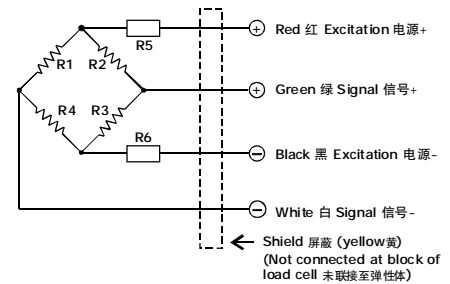 R5
Red 红 Excitation 电源+
R1
R2
Green 绿 Signal 信号+
R4
R3
R6
Black 黑 Excitation 电源-
White 白 Signal 信号-
Shield 屏蔽 (yellow黄)
(Not connected at block of
load cell 未联接至弹性体)